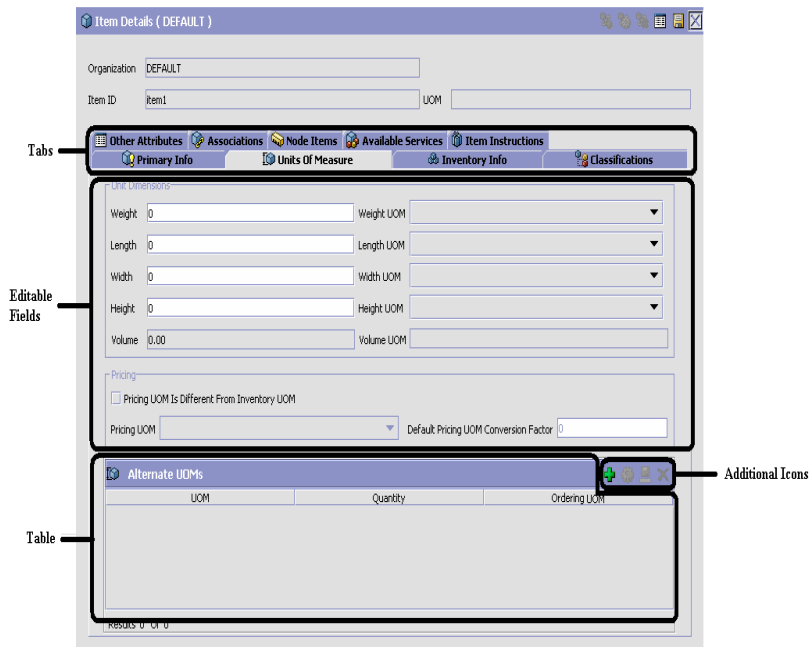 Item Details ( DEFAULT )
Organization DEFAULT
Item ID item1 UOM
Other Attributes Associations Node Items Available Services Item Instructions
Tabs
Primary Info Units Of Measure Inventory Info Classifications
Unit Dimensions
Weight 0 Weight UOM
Length 0 Length UOM
Width 0 Width UOM
Editable
Fields
Height 0 Height UOM
Volume 0.00 Volume UOM
Pricing
Pricing UOM Is Different From Inventory UOM
Pricing UOM Default Pricing UOM Conversion Factor 0
Alternate UOMs
Additional Icons
UOM Quantity Ordering UOM
Table
Results 0 Of 0